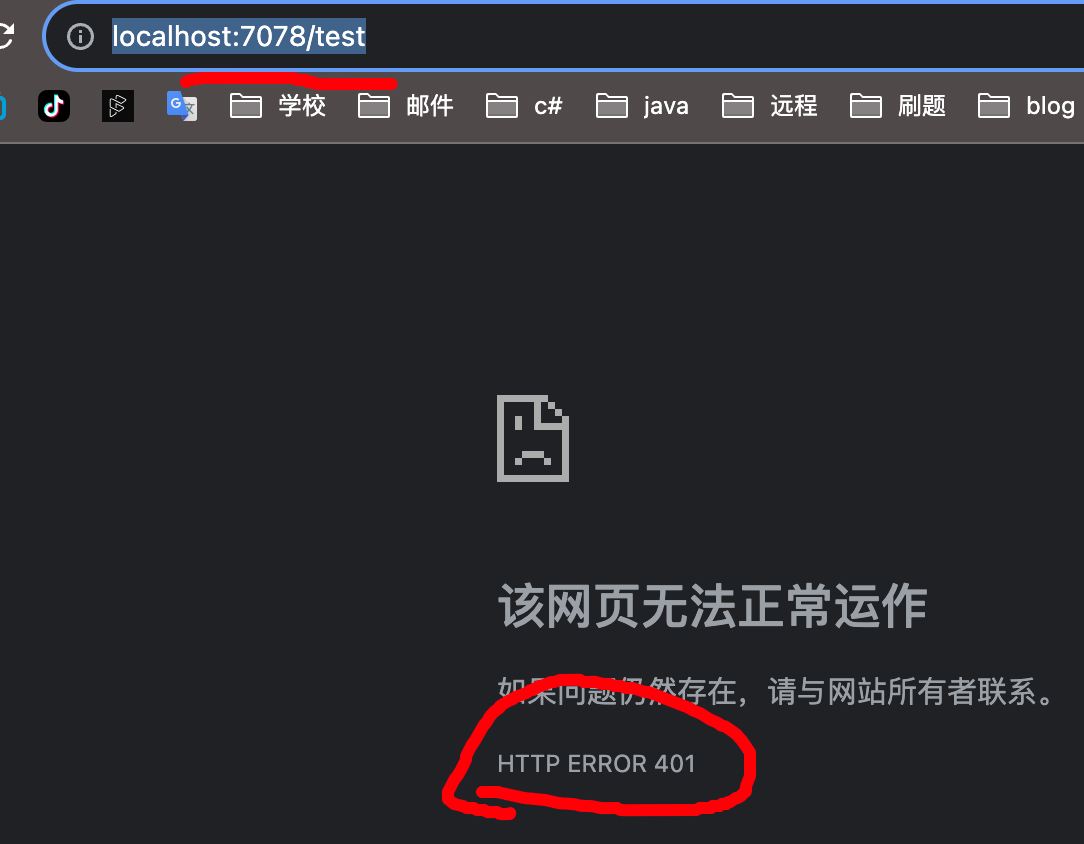 localhost:7078/test
学校 邮件 c# java 远程 刷题 blog
该网页无法正常运作
如果问题仍然存在，请与网站所有者联系。
HTTP ERROR 401